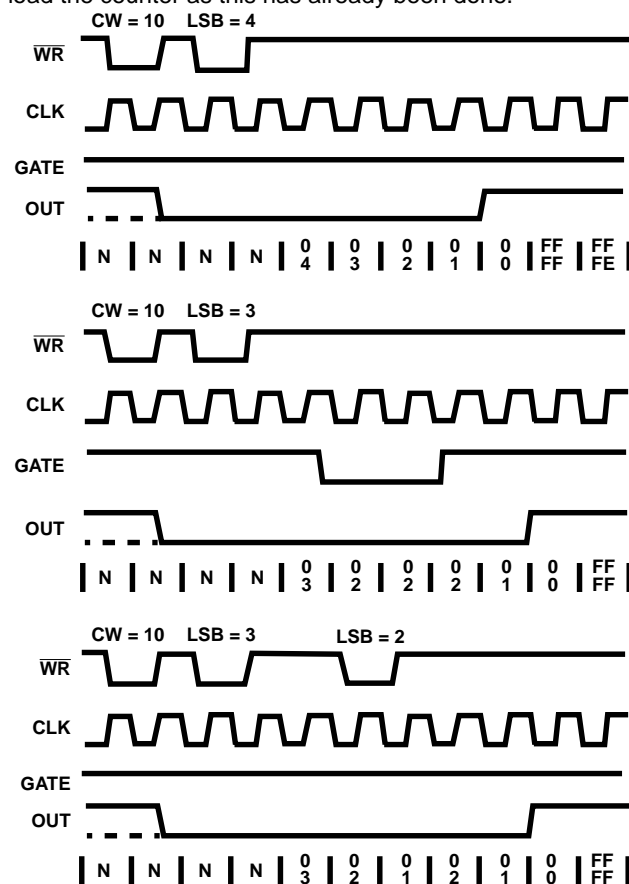 load the counter as this has already been done.
CW = 10 LSB = 4
WR
CLK
GATE
OUT
N N N N 0 0 0 0 0 FF FF
4 3 2 1 0 FF FE
CW = 10 LSB = 3
WR
CLK
GATE
OUT
N N N N 0 0 0 0 0 0 FF
3 2 2 2 1 0 FF
CW = 10 LSB = 3 LSB = 2
WR
CLK
GATE
OUT
N N N N 0 0 0 0 0 0 FF
3 2 1 2 1 0 FF